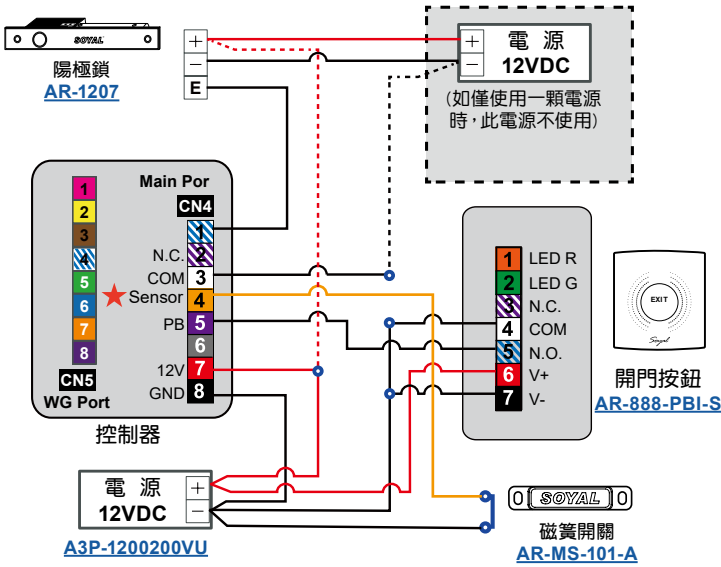 SOYAL
陽極鎖
AR-1207
+
−
E
+
−
電 源
12VDC
(如僅使用一顆電源
時，此電源不使用)
Main Por
CN4
1
2
3
4
5
6
7
8
CN5
WG Port
1
N.C. 2
COM 3
Sensor 4
PB 5
6
12V 7
GND 8
控制器
1 LED R
2 LED G
3 N.C.
4 COM
5 N.O.
6 V+
7 V-
EXIT
Soyal
開門按鈕
AR-888-PBI-S
電 源
12VDC
+
−
A3P-1200200VU
SOYAL
磁簧開關
AR-MS-101-A